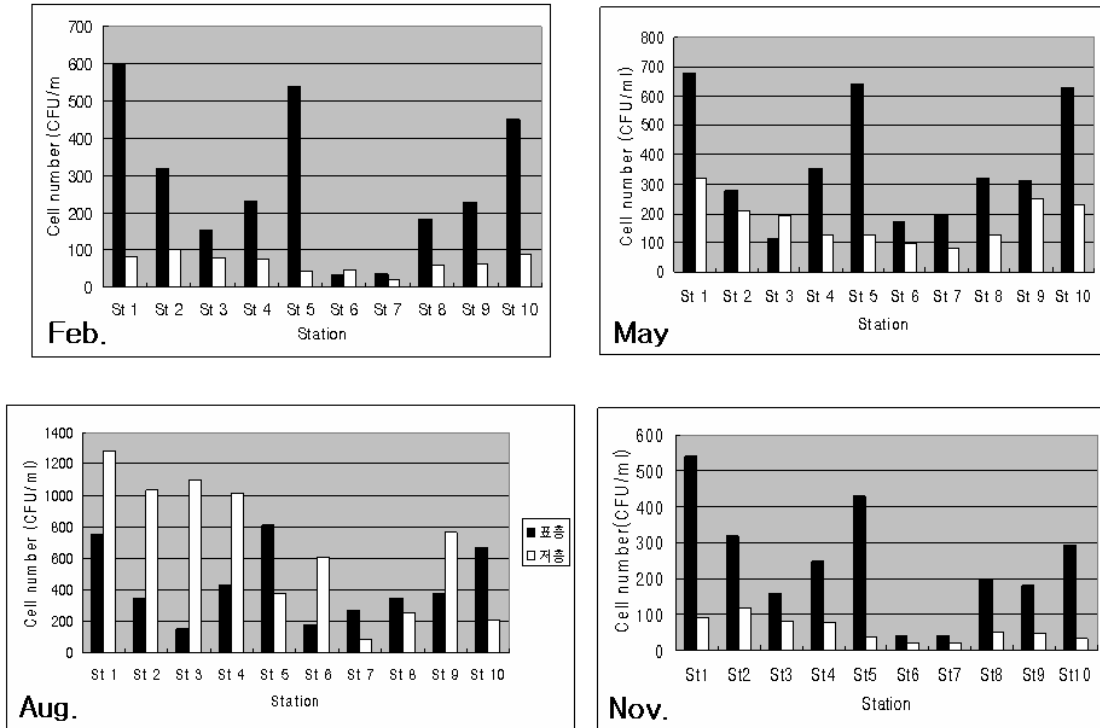 700
600
500
400
300
200
100
0
Cell number (CFU/m
St 1 St 2 St 3 St 4 St 5 St 6 St 7 St 8 St 9 St 10
Station
Feb.
800
700
600
500
400
300
200
100
0
Cell number (CFU/ml)
St 1 St 2 St 3 St 4 St 5 St 6 St 7 St 8 St 9 St 10
Station
May
1400
1200
1000
800
600
400
200
0
Cell number (CFU/ml)
St 1 St 2 St 3 St 4 St 5 St 6 St 7 St 8 St 9 St 10
Station
표층
저층
Aug.
600
500
400
300
200
100
0
Cell number(CFU/ml)
St1 St2 St3 St4 St5 St6 St7 St8 St9 St10
Station
Nov.